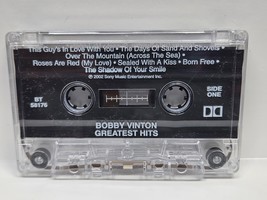 This Guy's In Love With You • The Days Of Sand And Shovels •
Over The Mountain (Across The Sea) •
Roses Are Red (My Love) • Sealed With A Kiss • Born Free •
The Shadow Of Your Smile
℗ 2002 Sony Music Entertainment Inc.
BT
58176
SIDE
ONE
BOBBY VINTON
GREATEST HITS